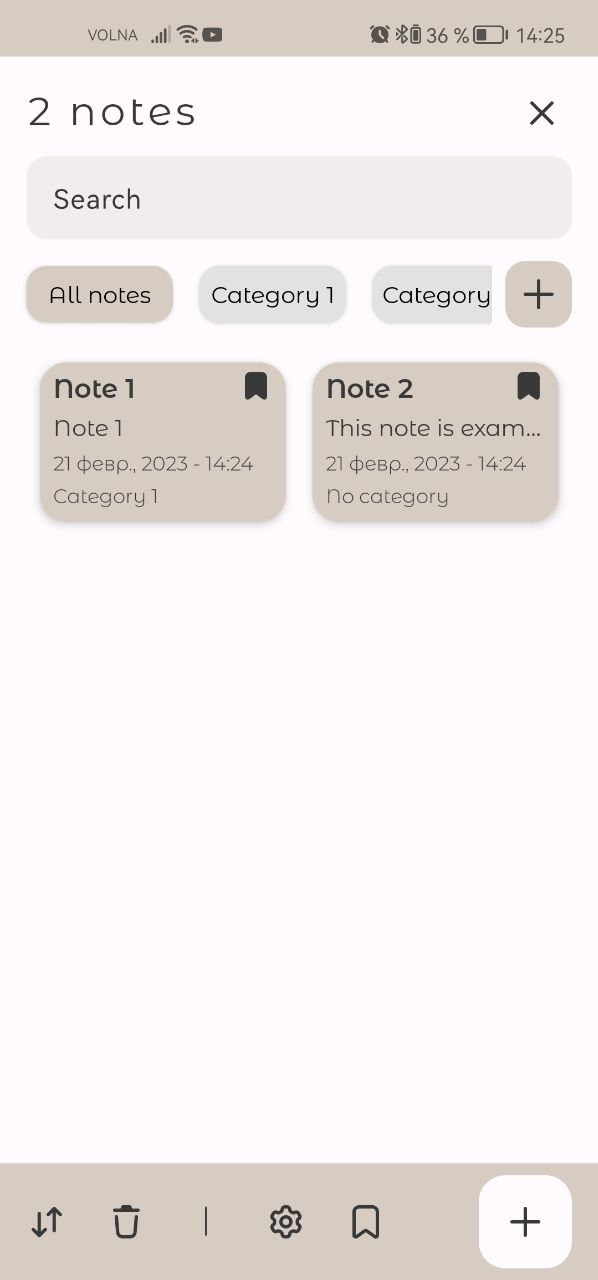 VOLNA 36 % 14:25
2 notes
Search
All notes Category 1 Category
Note 1 Note 2
Note 1 This note is exam...
21 февр., 2023 - 14:24 21 февр., 2023 - 14:24
Category 1 No category